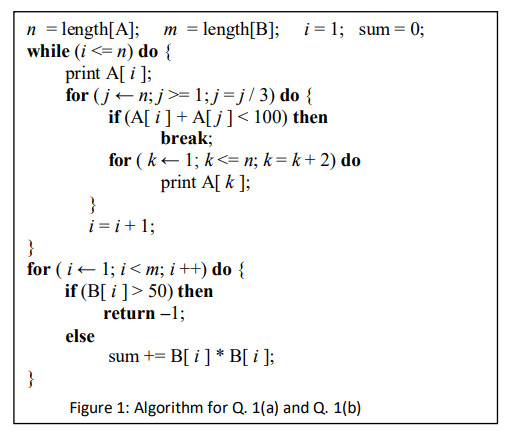 n = length[A]; m = length[B]; i = 1; sum = 0;
while (i <= n) do {
print A[ i ];
for (j ← n; j >= 1; j = j / 3) do {
if (A[ i ] + A[ j ] < 100) then
break;
for ( k ← 1; k <= n; k = k + 2) do
print A[ k ];
}
i = i + 1;
}
for ( i ← 1; i < m; i ++) do {
if (B[ i ] > 50) then
return –1;
else
sum += B[ i ] * B[ i ];
}
Figure 1: Algorithm for Q. 1(a) and Q. 1(b)